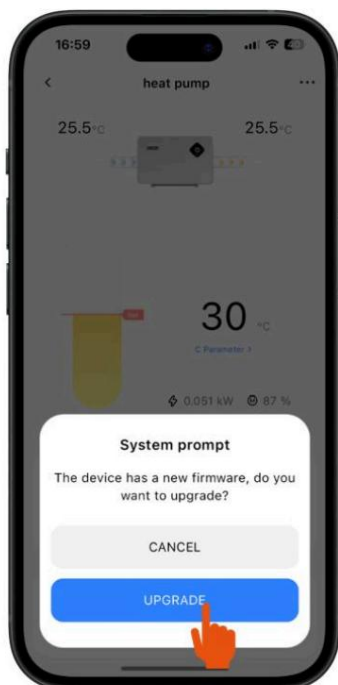 16:59
heat pump
25.5°C
25.5°C
30 °C
C Parameter >
0.051 kW 87 %
System prompt
The device has a new firmware, do you
want to upgrade?
CANCEL
UPGRADE